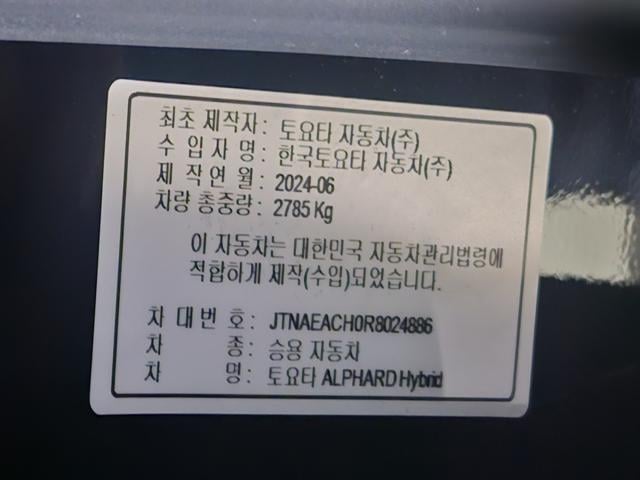 최초 제작자 : 토요타 자동차(주)
수 입 자 명 : 한국토요타 자동차(주)
제 작 연 월 : 2024-06
차량 총중량 : 2785 Kg
이 자동차는 대한민국 자동차관리법령에
적합하게 제작(수입)되었습니다.
차 대 번 호 : JTNAEACH0R8024886
차 종 : 승용 자동차
차 명 : 토요타 ALPHARD Hybrid